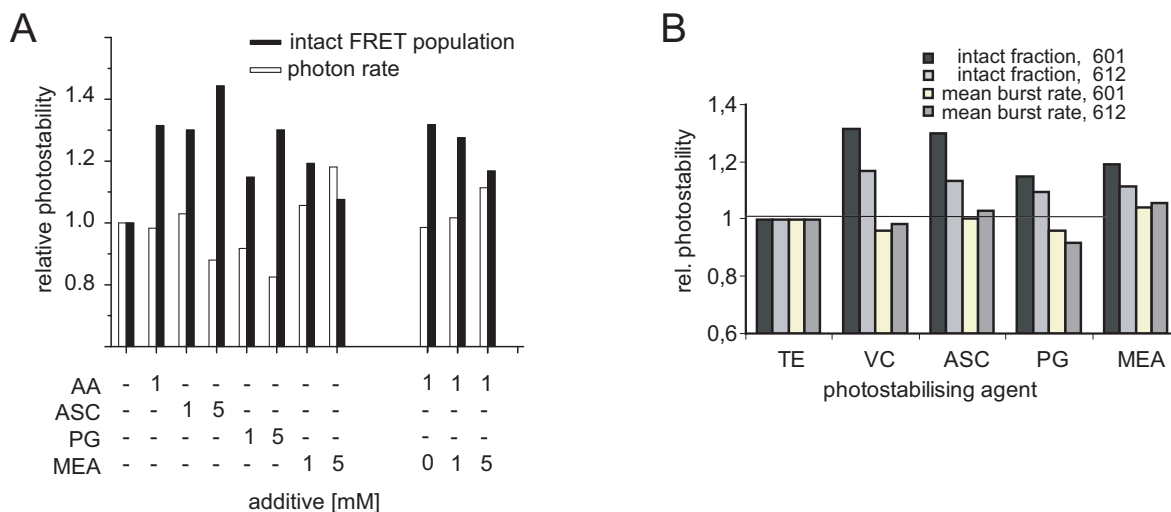 A
intact FRET population
photon rate
relative photostability
1.4
1.2
1.0
0.8
AA - 1 - - - - - - 1 1 1
ASC - - 1 5 - - - - - - -
PG - - - - 1 5 - - - - -
MEA - - - - - - 1 5 0 1 5
additive [mM]
B
intact fraction, 601
intact fraction, 612
mean burst rate, 601
mean burst rate, 612
rel. photostability
1,4
1,2
1
0,8
0,6
TE VC ASC PG MEA
photostabilising agent